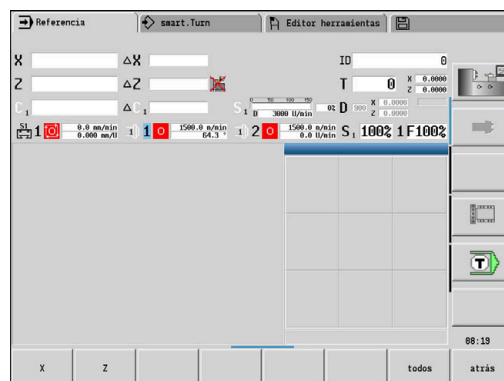 Referencia smart.Turn Editor herramientas
X ΔX ID 0
Z ΔZ T 0 X 0.0000 Z 0.0000
C1 ΔC1 S1 0 50 100 150 0% D 900 X 0.0000 Z 0.0000
D 3000 U/min
S1 1 0.0 mm/min 0.000 mm/U 1) 1 1500.0 m/min 64.3 ° 1) 2 1500.0 m/min 0.0 U/min S1 100% 1 F100%
T
08:19
X Z todos atrás